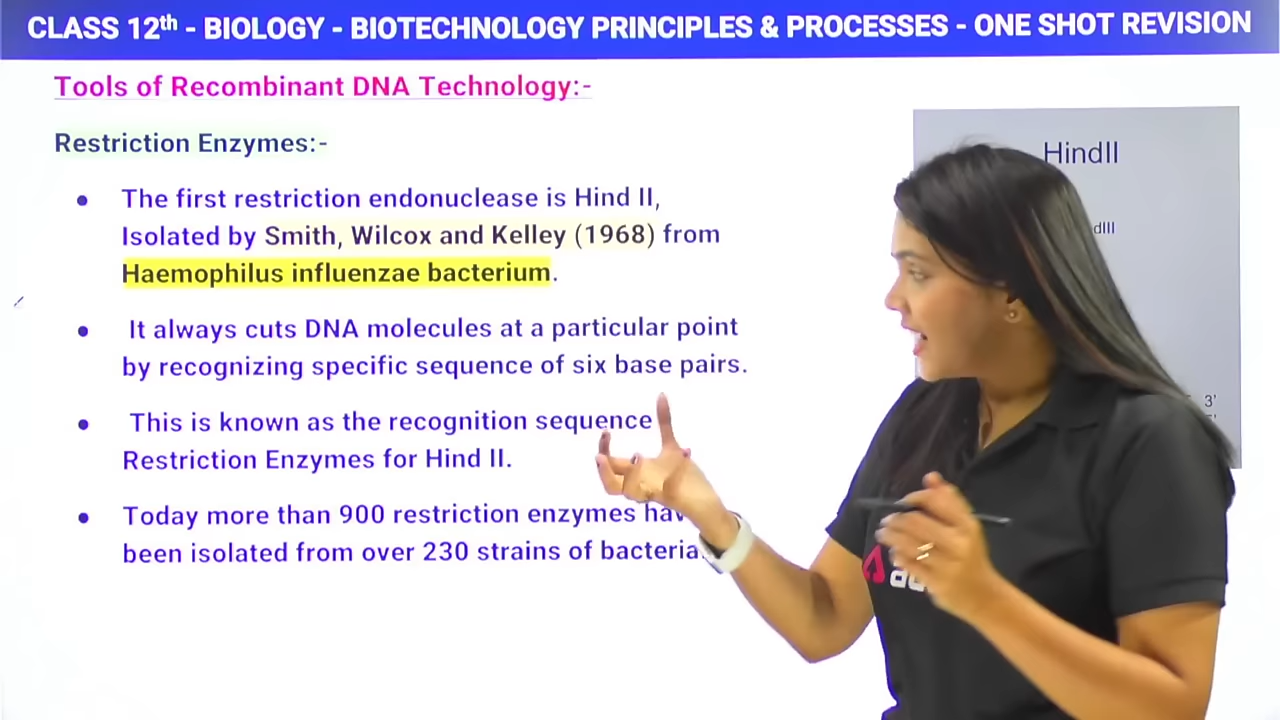 CLASS 12th - BIOLOGY - BIOTECHNOLOGY PRINCIPLES & PROCESSES - ONE SHOT REVISION
Tools of Recombinant DNA Technology:-
Restriction Enzymes:-
• The first restriction endonuclease is Hind II,
Isolated by Smith, Wilcox and Kelley (1968) from
Haemophilus influenzae bacterium.
• It always cuts DNA molecules at a particular point
by recognizing specific sequence of six base pairs.
• This is known as the recognition sequence
Restriction Enzymes for Hind II.
• Today more than 900 restriction enzymes hav
been isolated from over 230 strains of bacteria.
HindII
dIII
3'